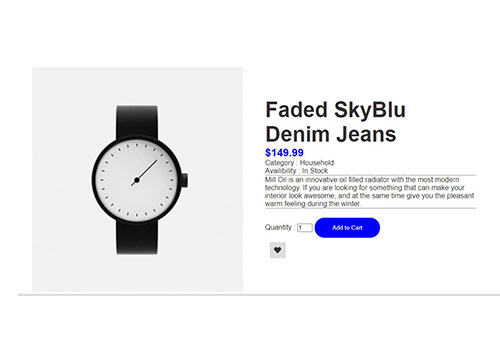 Faded SkyBlu
Denim Jeans
$149.99
Category : Household
Availibility : In Stock
Mill Oil is an innovative oil filled radiator with the most modern
technology. If you are looking for something that can make your
interior look awesome, and at the same time give you the pleasant
warm feeling during the winter.
Quantity : 1 Add to Cart